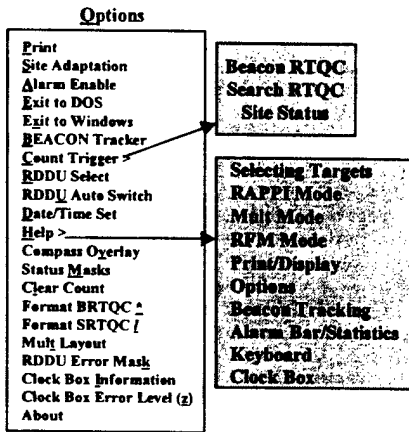 Options
Print
Site Adaptation
Alarm Enable
Exit to DOS
Exit to Windows
BEACON Tracker
Count Trigger >
RDDU Select
RDDU Auto Switch
Date/Time Set
Help >
Compass Overlay
Status Masks
Clear Count
Format BRTQC ^
Format SRTQC /
Mult Layout
RDDU Error Mask
Clock Box Information
Clock Box Error Level (z)
About
Beacon RTQC
Search RTQC
Site Status
Selecting Targets
RAPPI Mode
Mult Mode
RFM Mode
Print/Display
Options
Beacon Tracking
Alarm Bar/Statistics
Keyboard
Clock Box